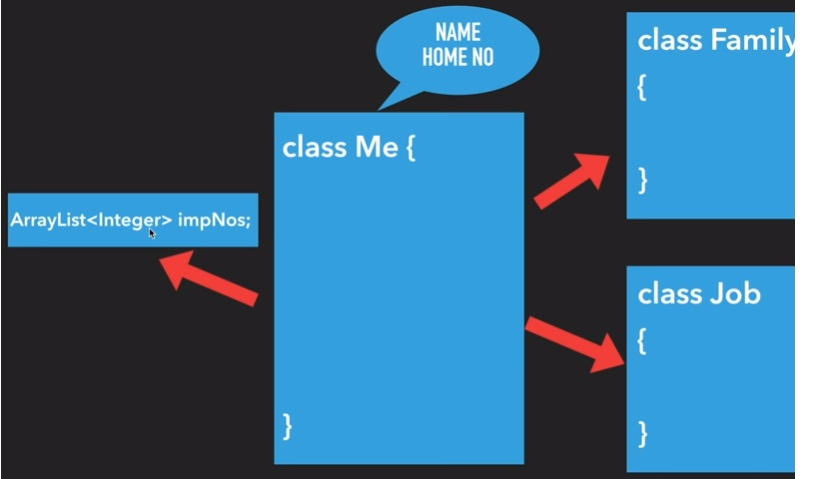 NAME
HOME NO
class Me {
}
ArrayList<Integer> impNos;
class Family
{
}
class Job
{
}